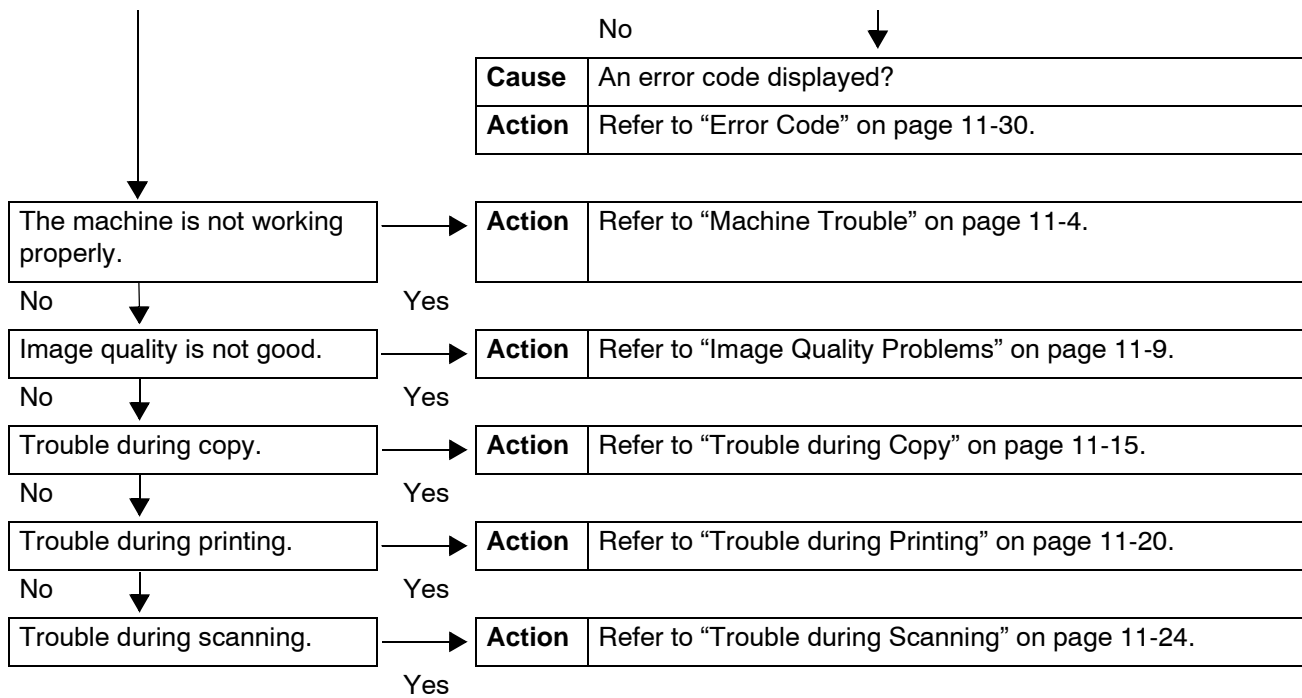 No
Cause An error code displayed?
Action Refer to “Error Code” on page 11-30.
The machine is not working
properly.
Action Refer to “Machine Trouble” on page 11-4.
No Yes
Image quality is not good. Action Refer to “Image Quality Problems” on page 11-9.
No Yes
Trouble during copy. Action Refer to “Trouble during Copy” on page 11-15.
No Yes
Trouble during printing. Action Refer to “Trouble during Printing” on page 11-20.
No Yes
Trouble during scanning. Action Refer to “Trouble during Scanning” on page 11-24.
Yes